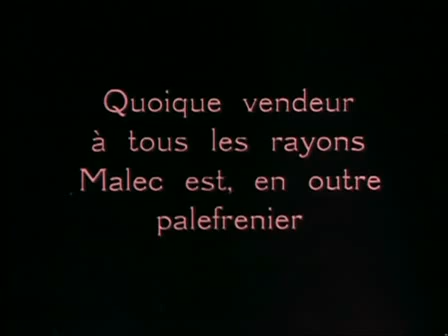 Quoique vendeur
à tous les rayons
Malec est, en outre
palefrenier